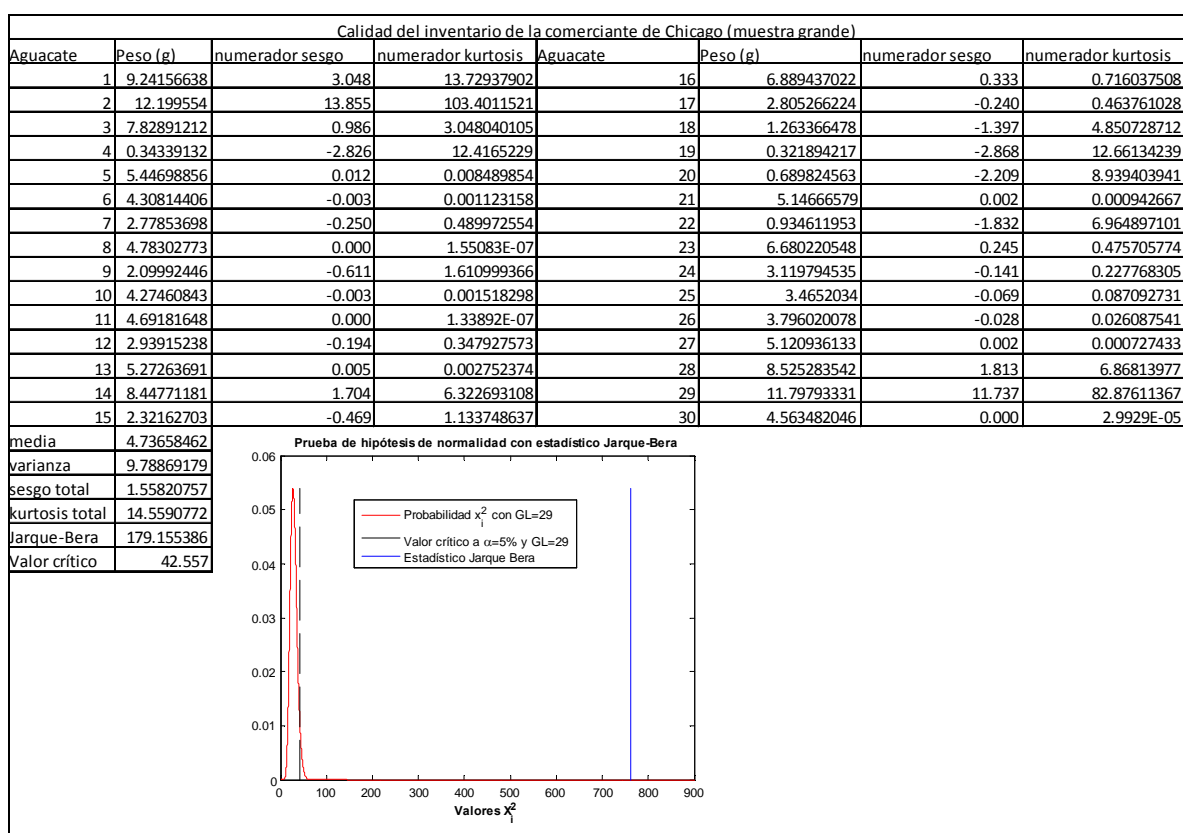 Calidad del inventario de la comerciante de Chicago (muestra grande)
Aguacate Peso (g) numerador sesgo numerador kurtosis Aguacate Peso (g) numerador sesgo numerador kurtosis
1 9.24156638 3.048 13.72937902 16 6.889437022 0.333 0.716037508
2 12.199554 13.855 103.4011521 17 2.805266224 -0.240 0.463761028
3 7.82891212 0.986 3.048040105 18 1.263366478 -1.397 4.850728712
4 0.34339132 -2.826 12.4165229 19 0.321894217 -2.868 12.66134239
5 5.44698856 0.012 0.008489854 20 0.689824563 -2.209 8.939403941
6 4.30814406 -0.003 0.001123158 21 5.14666579 0.002 0.000942667
7 2.77853698 -0.250 0.489972554 22 0.934611953 -1.832 6.964897101
8 4.78302773 0.000 1.55083E-07 23 6.680220548 0.245 0.475705774
9 2.09992446 -0.611 1.610999366 24 3.119794535 -0.141 0.227768305
10 4.27460843 -0.003 0.001518298 25 3.4652034 -0.069 0.087092731
11 4.69181648 0.000 1.33892E-07 26 3.796020078 -0.028 0.026087541
12 2.93915238 -0.194 0.347927573 27 5.120936133 0.002 0.000727433
13 5.27263691 0.005 0.002752374 28 8.525283542 1.813 6.86813977
14 8.44771181 1.704 6.322693108 29 11.79793331 11.737 82.87611367
15 2.32162703 -0.469 1.133748637 30 4.563482046 0.000 2.9929E-05
media 4.73658462
varianza 9.78869179
sesgo total 1.55820757
kurtosis total 14.5590772
Jarque-Bera 179.155386
Valor crítico 42.557
Prueba de hipótesis de normalidad con estadístico Jarque-Bera
0.06
0.05
0.04
0.03
0.02
0.01
0
Probabilidad x_i^2 con GL=29
Valor crítico a α=5% y GL=29
Estadístico Jarque Bera
0 100 200 300 400 500 600 700 800 900
Valores X_i^2